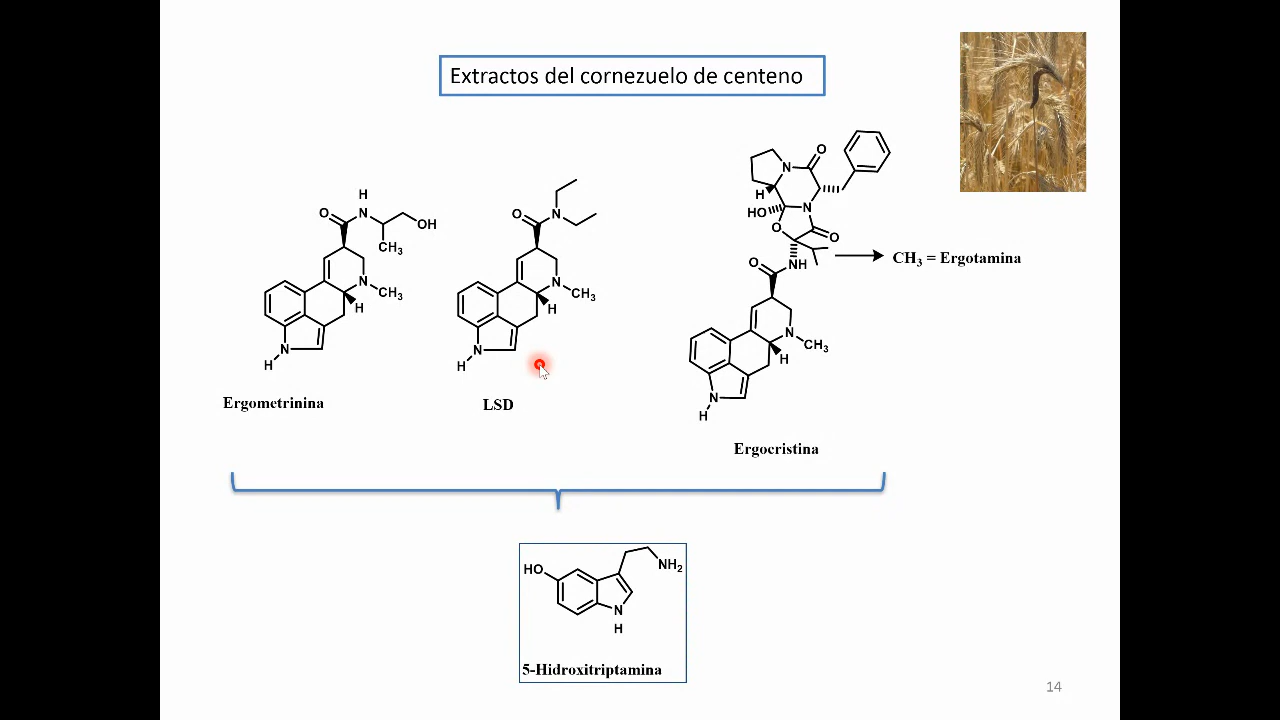 Extractos del cornezuelo de centeno
O
N
O
H
HO
N
O
O
O
NH
CH₃ = Ergotamina
N
CH₃
H
N
H
Ergocristina
H
O
N
OH
CH₃
N
CH₃
H
N
H
Ergometrinina
O
N
N
CH₃
H
N
H
LSD
HO
NH₂
N
H
5-Hidroxitriptamina
14